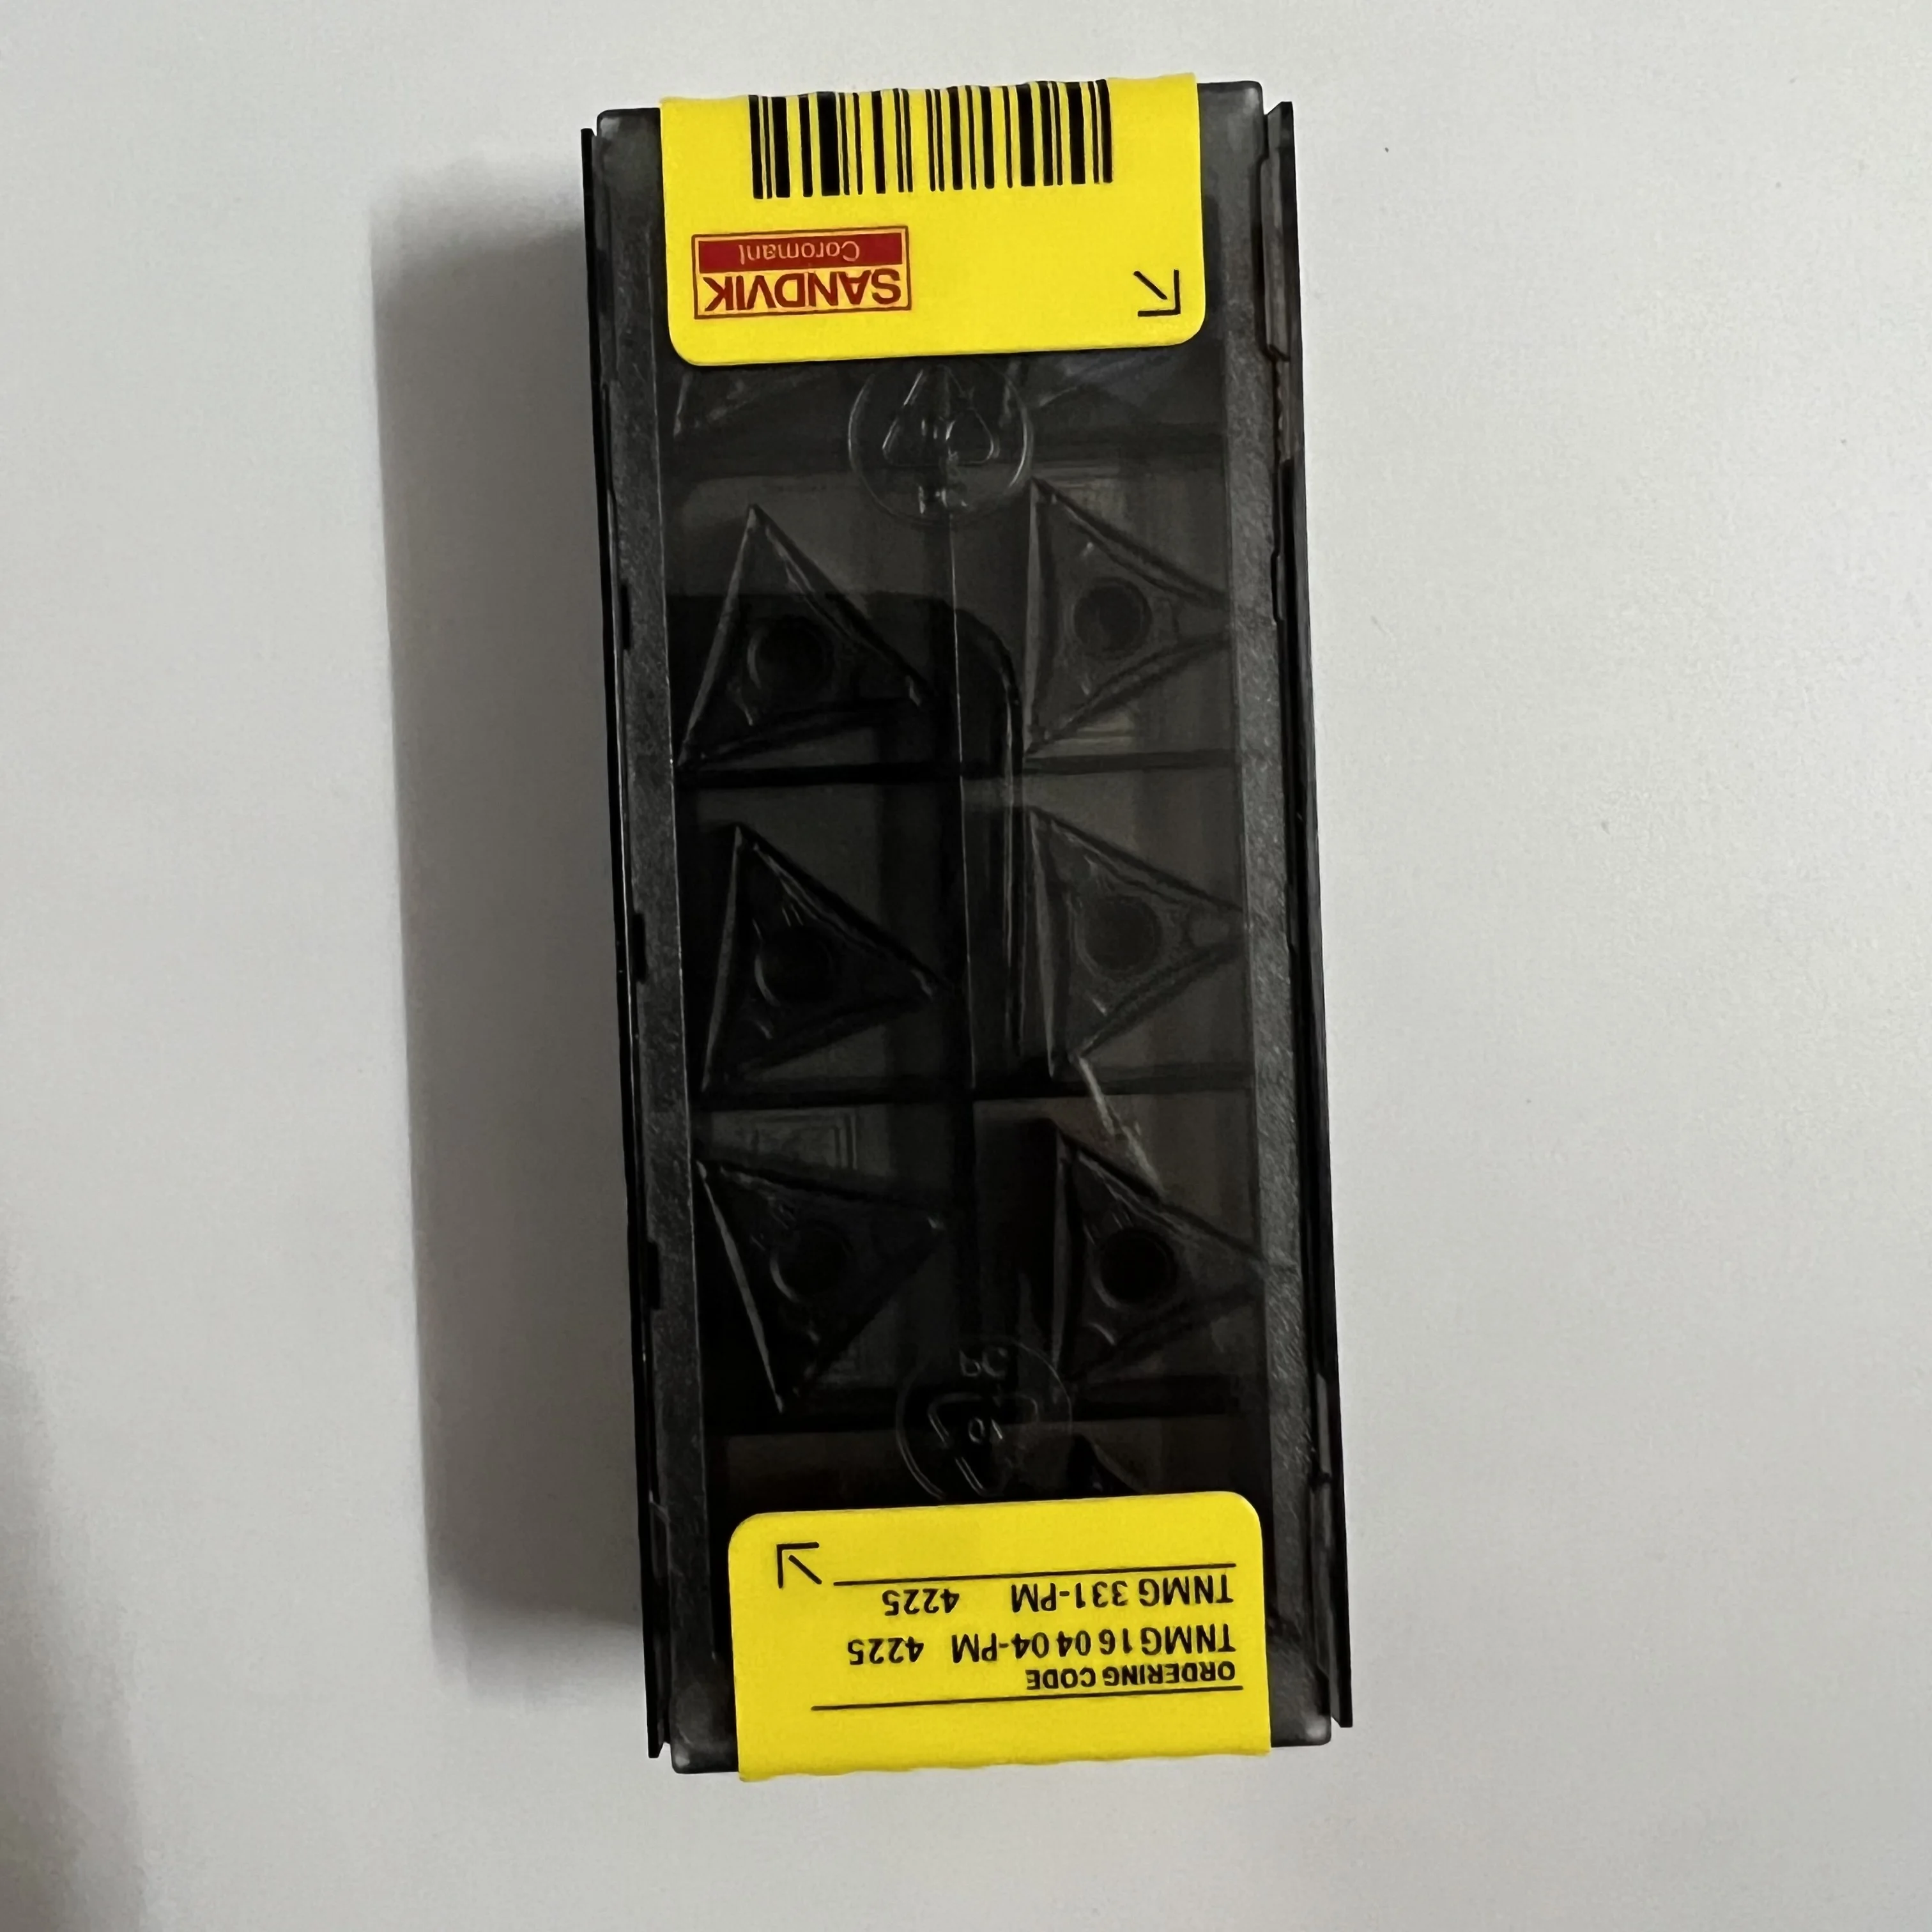 ORDERING CODE
TNMG 16 04 04-PM 4225
TNMG 331-PM 4225
SANDVIK
Coromant